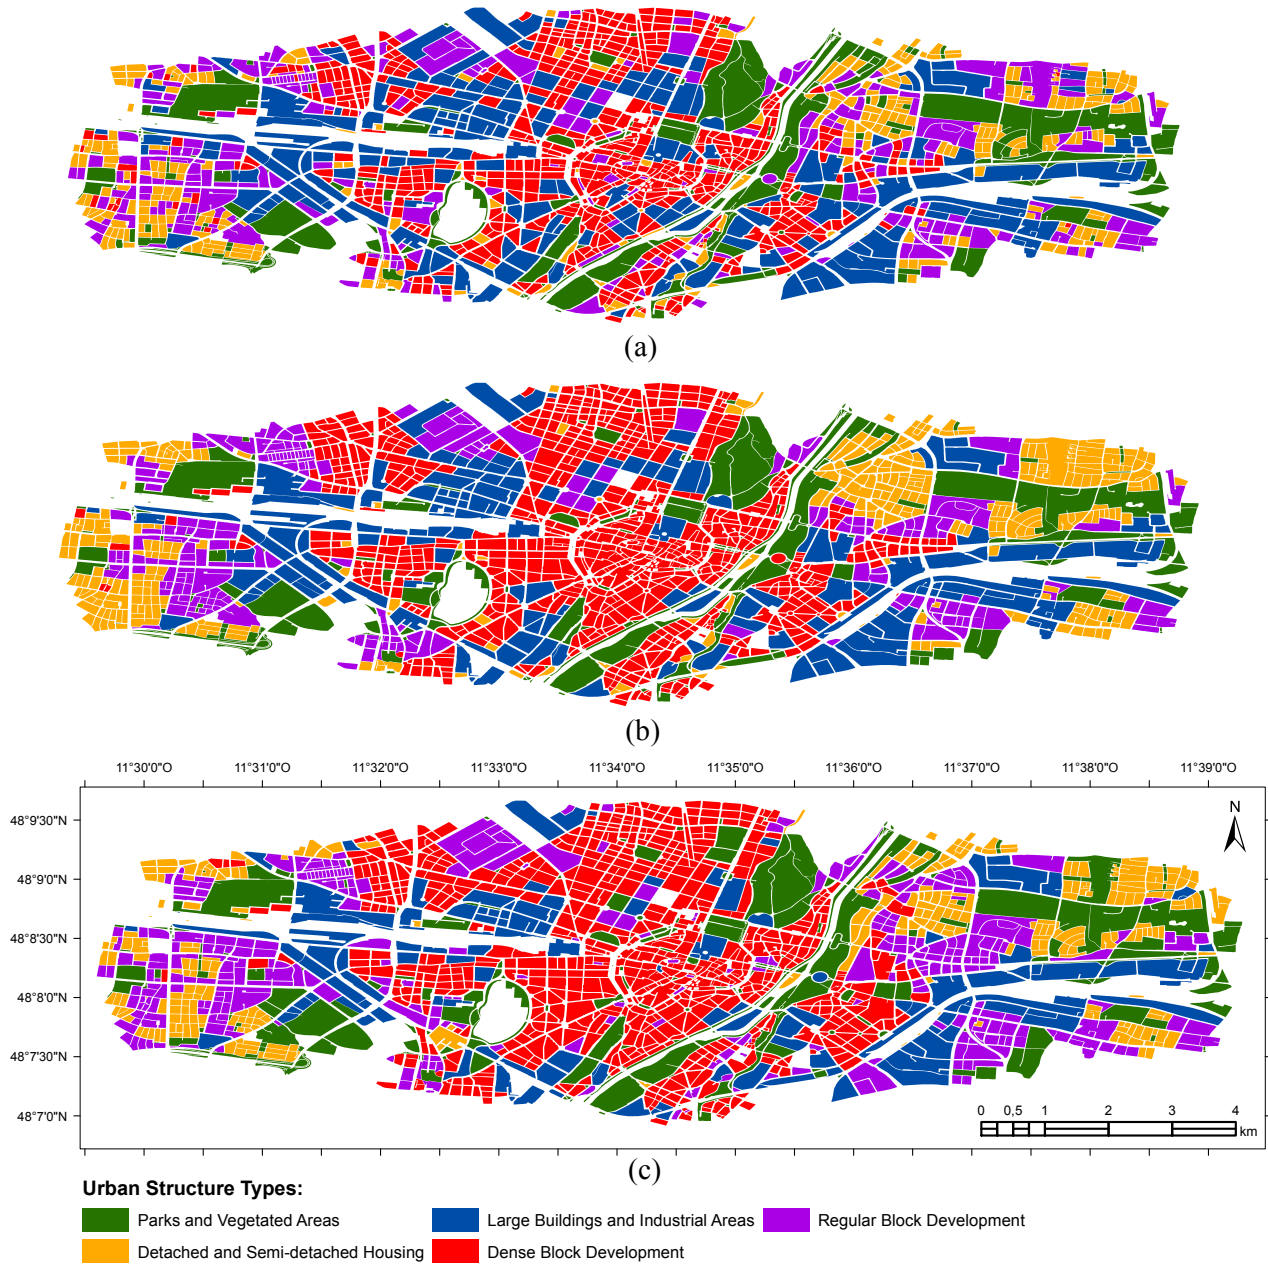 (a)
(b)
11°30'0"O 11°31'0"O 11°32'0"O 11°33'0"O 11°34'0"O 11°35'0"O 11°36'0"O 11°37'0"O 11°38'0"O 11°39'0"O
N
48°9'30"N
48°9'0"N
48°8'30"N
48°8'0"N
48°7'30"N
48°7'0"N
0 0,5 1 2 3 4
km
(c)
Urban Structure Types:
Parks and Vegetated Areas Large Buildings and Industrial Areas Regular Block Development
Detached and Semi-detached Housing Dense Block Development